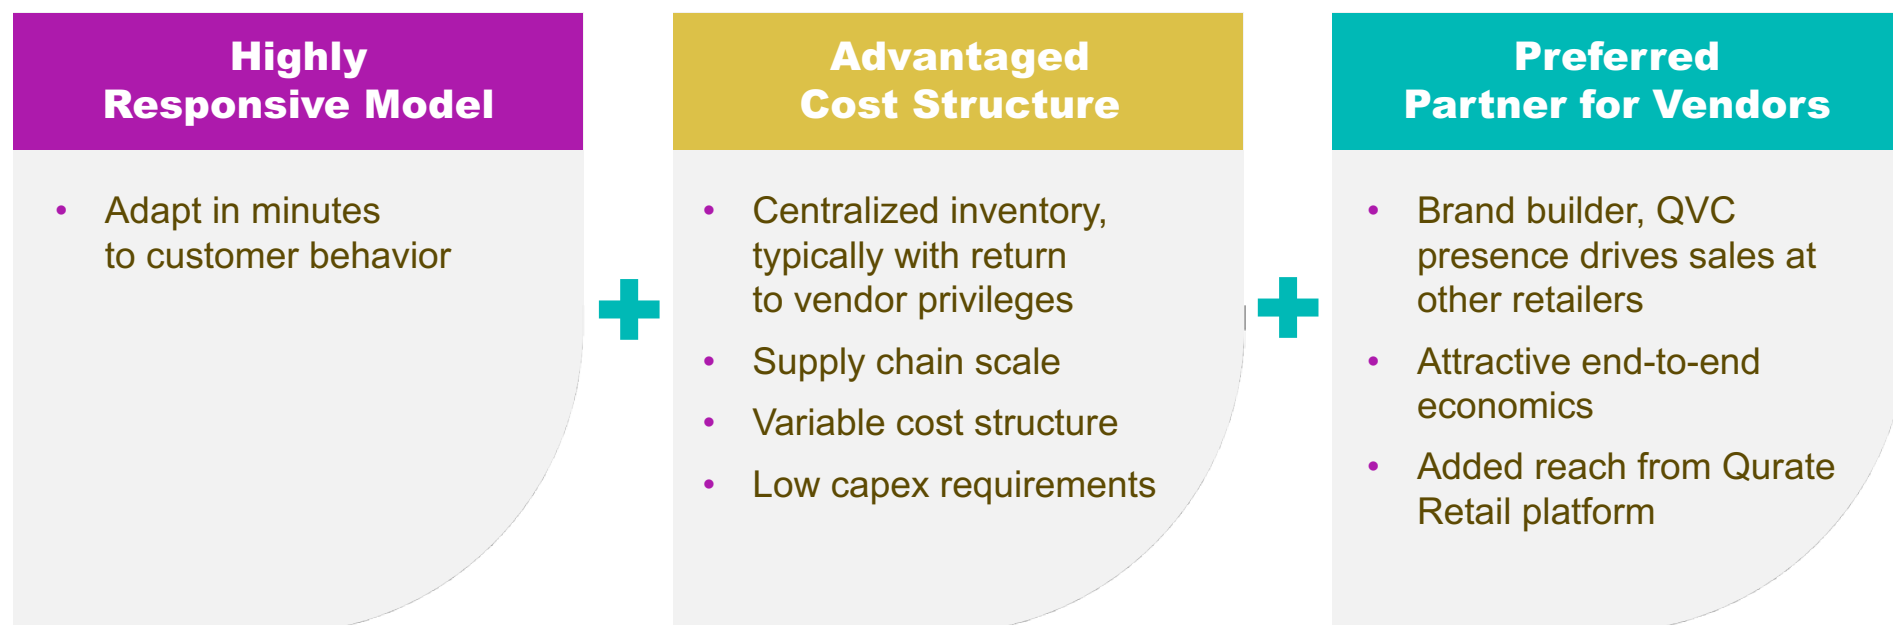 Highly
Responsive Model
• Adapt in minutes
to customer behavior
Advantaged
Cost Structure
• Centralized inventory,
typically with return
to vendor privileges
• Supply chain scale
• Variable cost structure
• Low capex requirements
Preferred
Partner for Vendors
• Brand builder, QVC
presence drives sales at
other retailers
• Attractive end-to-end
economics
• Added reach from Qurate
Retail platform